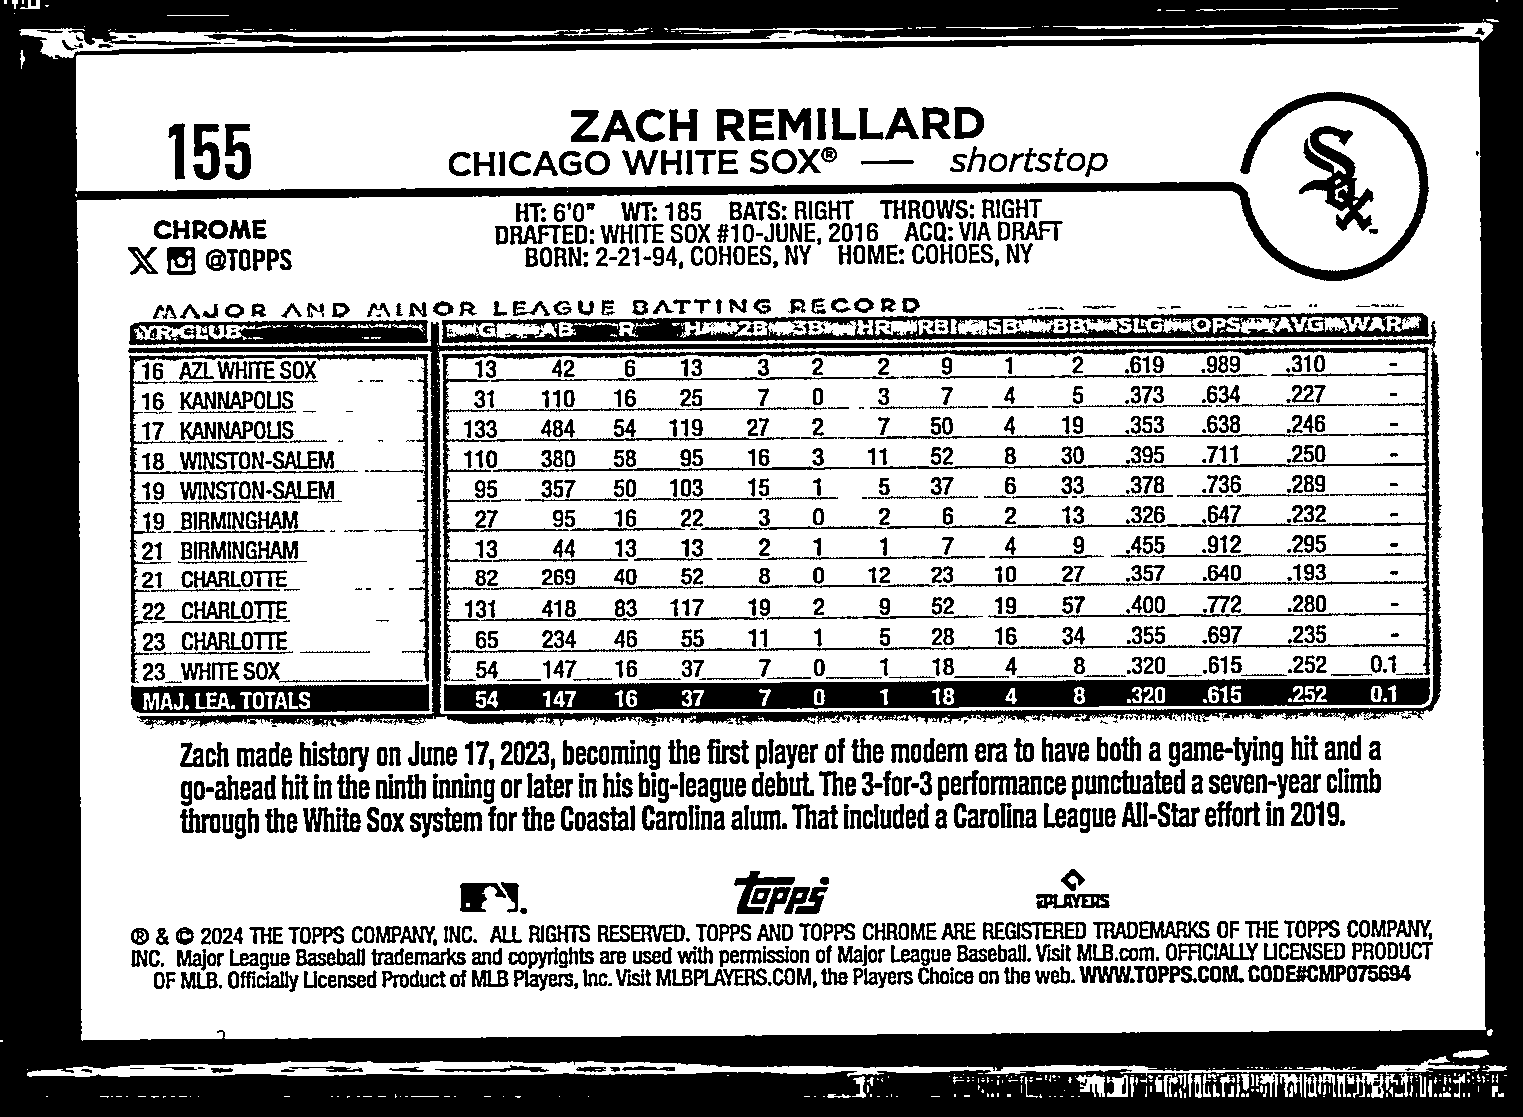 155
ZACH REMILLARD
CHICAGO WHITE SOX® — shortstop
CHROME
@TOPPS
HT: 6'0" WT: 185 BATS: RIGHT THROWS: RIGHT
DRAFTED: WHITE SOX #10-JUNE, 2016 ACQ: VIA DRAFT
BORN: 2-21-94, COHOES, NY HOME: COHOES, NY
SOX
MAJOR AND MINOR LEAGUE BATTING RECORD
YR CLUB G AB R H 2B 3B HR RBI SB BB SLG OPS AVG WAR
16 AZL WHITE SOX 13 42 6 13 3 2 2 9 1 2 .619 .989 .310 -
16 KANNAPOLIS 31 110 16 25 7 0 3 7 4 5 .373 .634 .227 -
17 KANNAPOLIS 133 484 54 119 27 2 7 50 4 19 .353 .638 .246 -
18 WINSTON-SALEM 110 380 58 95 16 3 11 52 8 30 .395 .711 .250 -
19 WINSTON-SALEM 95 357 50 103 15 1 5 37 6 33 .378 .736 .289 -
19 BIRMINGHAM 27 95 16 22 3 0 2 6 2 13 .326 .647 .232 -
21 BIRMINGHAM 13 44 13 13 2 1 1 7 4 9 .455 .912 .295 -
21 CHARLOTTE 82 269 40 52 8 0 12 23 10 27 .357 .640 .193 -
22 CHARLOTTE 131 418 83 117 19 2 9 52 19 57 .400 .772 .280 -
23 CHARLOTTE 65 234 46 55 11 1 5 28 16 34 .355 .697 .235 -
23 WHITE SOX 54 147 16 37 7 0 1 18 4 8 .320 .615 .252 0.1
MAJ. LEA. TOTALS 54 147 16 37 7 0 1 18 4 8 .320 .615 .252 0.1
Zach made history on June 17, 2023, becoming the first player of the modern era to have both a game-tying hit and a
go-ahead hit in the ninth inning or later in his big-league debut. The 3-for-3 performance punctuated a seven-year climb
through the White Sox system for the Coastal Carolina alum. That included a Carolina League All-Star effort in 2019.
topps
PLAYERS
® & © 2024 THE TOPPS COMPANY, INC. ALL RIGHTS RESERVED. TOPPS AND TOPPS CHROME ARE REGISTERED TRADEMARKS OF THE TOPPS COMPANY,
INC. Major League Baseball trademarks and copyrights are used with permission of Major League Baseball. Visit MLB.com. OFFICIALLY LICENSED PRODUCT
OF MLB. Officially Licensed Product of MLB Players, Inc. Visit MLBPLAYERS.COM, the Players Choice on the web. WWW.TOPPS.COM. CODE#CMP075694